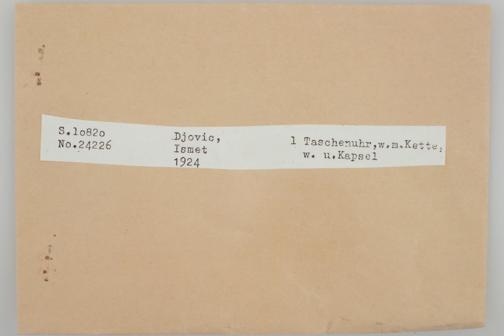 S.10820
No.24226
Djovic,
Ismet
1924
1 Taschenuhr,w.m.Kette,
w. u.Kapsel